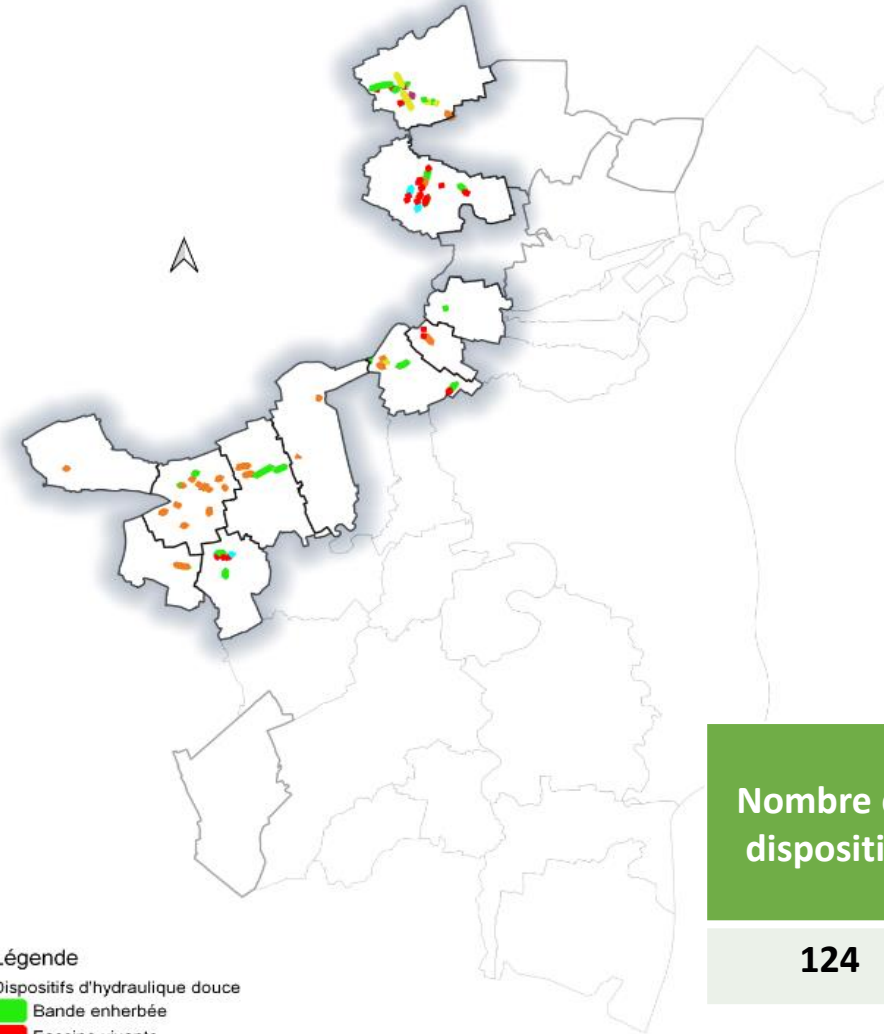 Nombre
dispositi
124
Légende
Dispositifs d'hydraulique douce
Bande enherbée